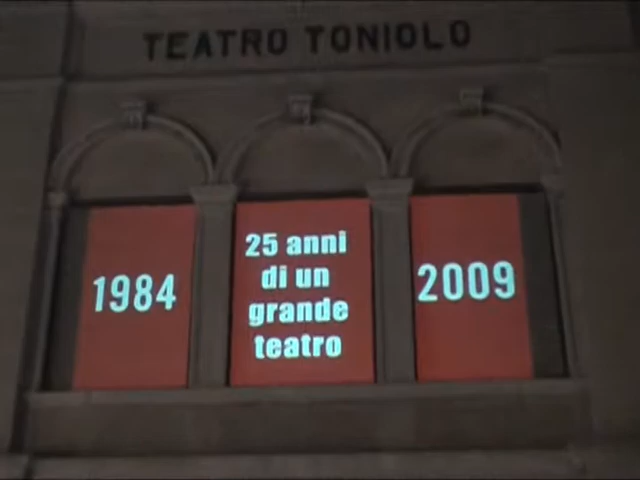 TEATRO TONIOLO
1984
25 anni
di un
grande
teatro
2009